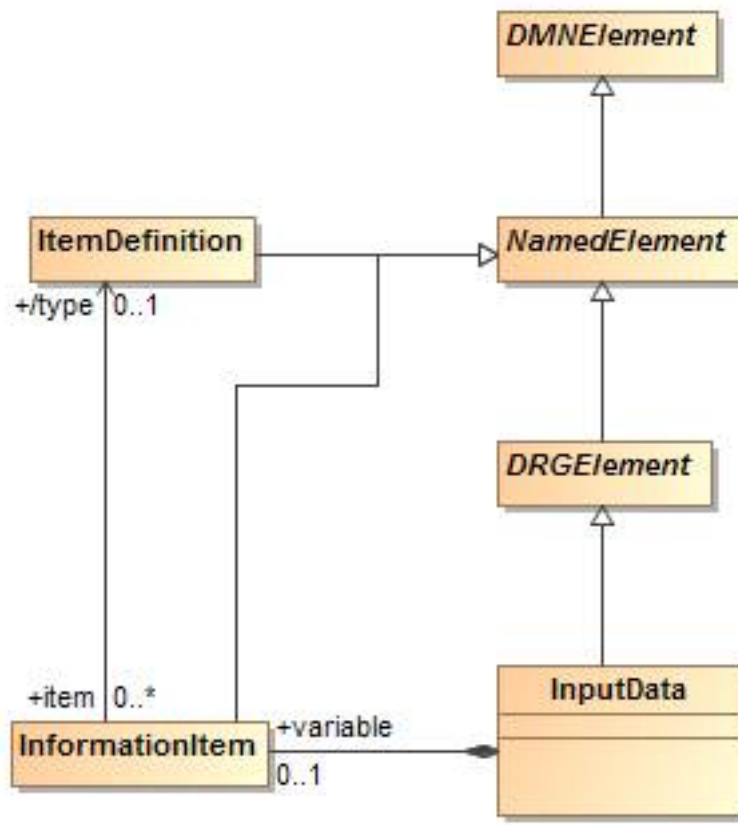 DMNElement
ItemDefinition
NamedElement
+/type 0..1
DRGElement
+item 0..*
InputData
InformationItem
+variable
0..1